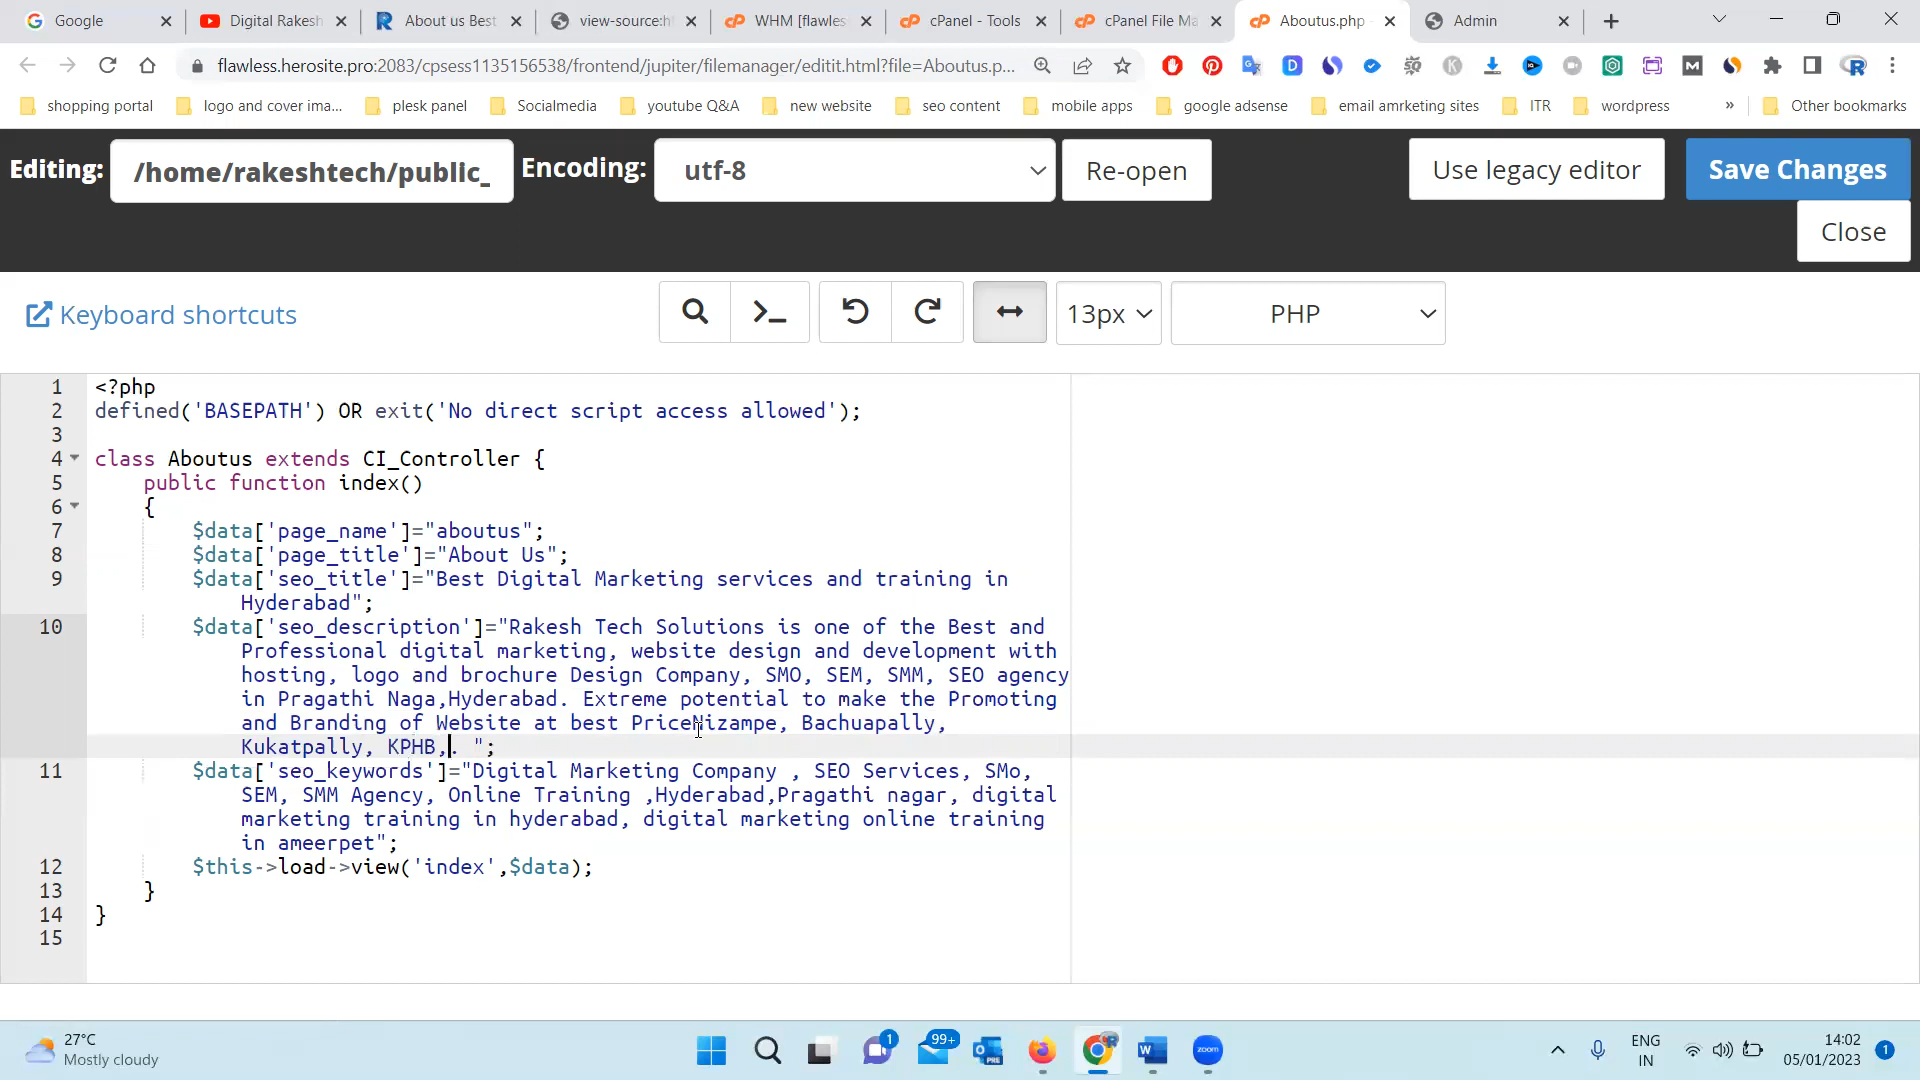 Google
Digital Rakesh
About us Best
view-source:h
WHM [flawles
cPanel - Tools
cPanel File Ma
Aboutus.php
Admin
flawless.herosite.pro:2083/cpsess1135156538/frontend/jupiter/filemanager/editit.html?file=Aboutus.p...
shopping portal
logo and cover ima...
plesk panel
Socialmedia
youtube Q&A
new website
seo content
mobile apps
google adsense
email amrketing sites
ITR
wordpress
»
Other bookmarks
Editing: /home/rakeshtech/public_ Encoding: utf-8 Re-open Use legacy editor Save Changes
Close
Keyboard shortcuts
13px
PHP
1 <?php
2 defined('BASEPATH') OR exit('No direct script access allowed');
3
4 class Aboutus extends CI_Controller {
5 public function index()
6 {
7 $data['page_name']="aboutus";
8 $data['page_title']="About Us";
9 $data['seo_title']="Best Digital Marketing services and training in
Hyderabad";
10 $data['seo_description']="Rakesh Tech Solutions is one of the Best and
Professional digital marketing, website design and development with
hosting, logo and brochure Design Company, SMO, SEM, SMM, SEO agency
in Pragathi Naga,Hyderabad. Extreme potential to make the Promoting
and Branding of Website at best PriceNizampe, Bachuapally,
Kukatpally, KPHB,. ";
11 $data['seo_keywords']="Digital Marketing Company , SEO Services, SMo,
SEM, SMM Agency, Online Training ,Hyderabad,Pragathi nagar, digital
marketing training in hyderabad, digital marketing online training
in ameerpet";
12 $this->load->view('index',$data);
13 }
14 }
15
27°C
Mostly cloudy
1
99+
zoom
ENG
IN
14:02
05/01/2023
1